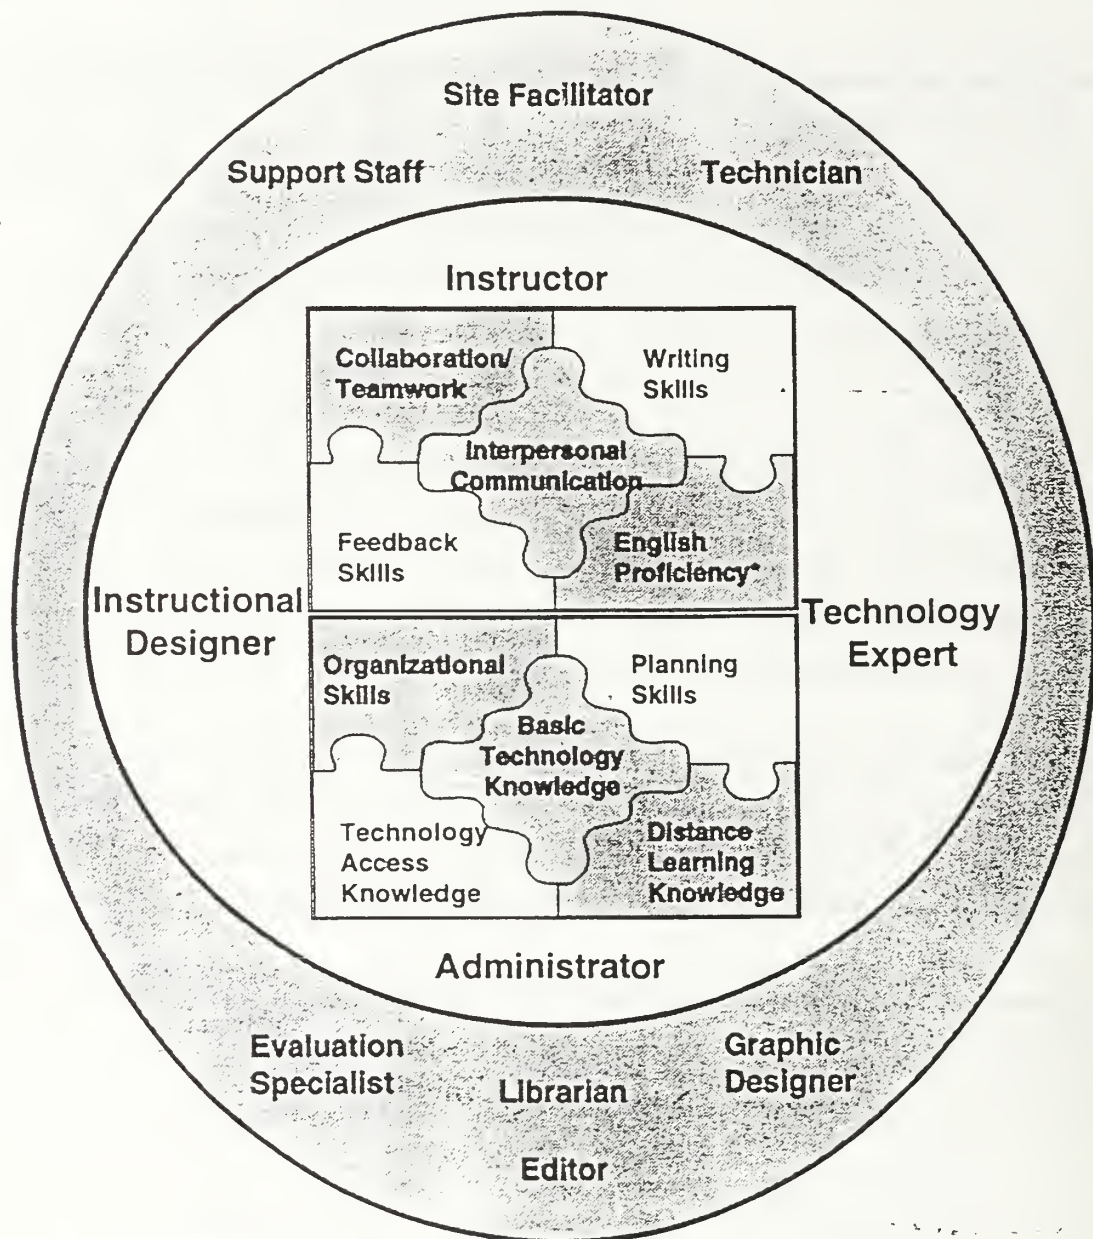 Site Facilitator
Support Staff
Technician
Instructor
Collaboration/
Teamwork
Writing
Skills
Interpersonal
Communication
Feedback
Skills
English
Proficiency*
Instructional
Designer
Technology
Expert
Organizational
Skills
Planning
Skills
Basic
Technology
Knowledge
Technology
Access
Knowledge
Distance
Learning
Knowledge
Administrator
Evaluation
Specialist
Librarian
Graphic
Designer
Editor